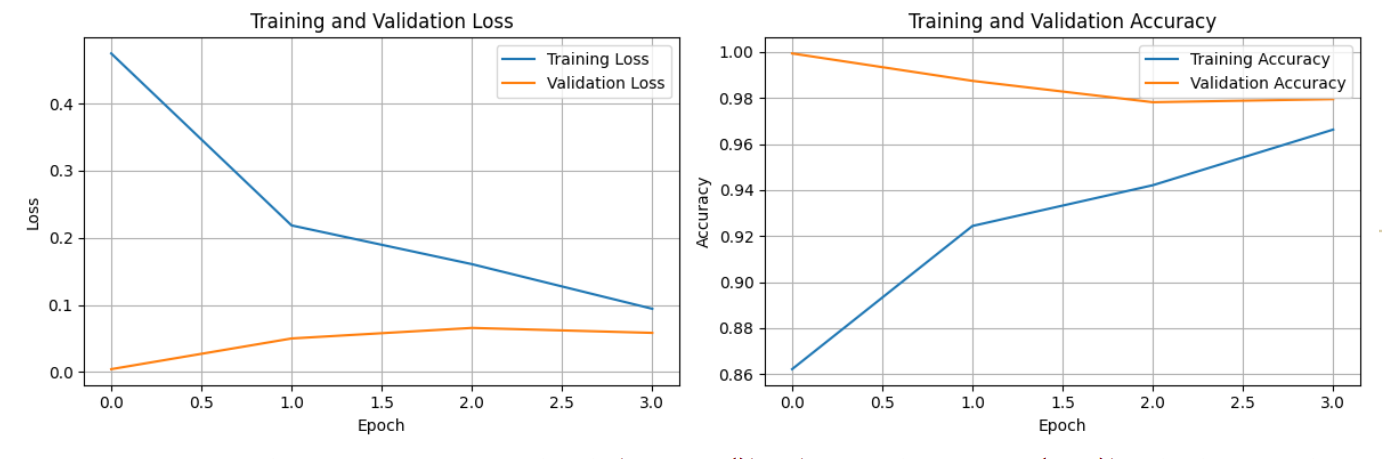 Training and Validation Loss
Training Loss
Validation Loss
0.4
0.3
0.2
0.1
0.0
Loss
0.0 0.5 1.0 1.5 2.0 2.5 3.0
Epoch
Training and Validation Accuracy
Training Accuracy
Validation Accuracy
1.00
0.98
0.96
0.94
0.92
0.90
0.88
0.86
Accuracy
0.0 0.5 1.0 1.5 2.0 2.5 3.0
Epoch